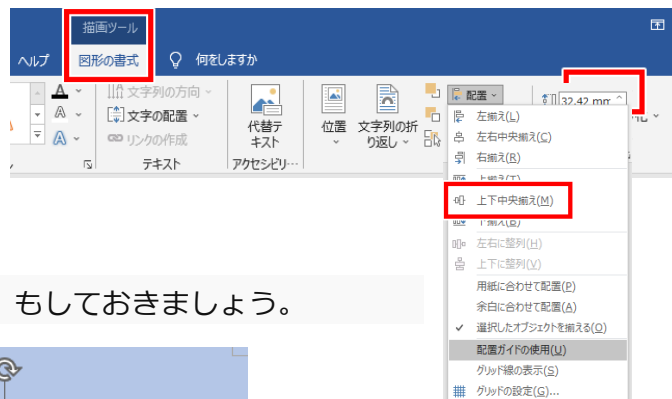 描画ツール
ヘルプ 図形の書式 何をしますか
文字列の方向
文字の配置
リンクの作成
テキスト
代替テ
キスト
アクセシビリ…
位置
文字列の折
り返し
配置
32.42 mm
左揃え(L)
左右中央揃え(C)
右揃え(R)
上揃え(T)
上下中央揃え(M)
下揃え(B)
左右に整列(H)
上下に整列(V)
用紙に合わせて配置(P)
余白に合わせて配置(A)
選択したオブジェクトを揃える(O)
配置ガイドの使用(U)
グリッド線の表示(S)
グリッドの設定(G)...
もしておきましょう。